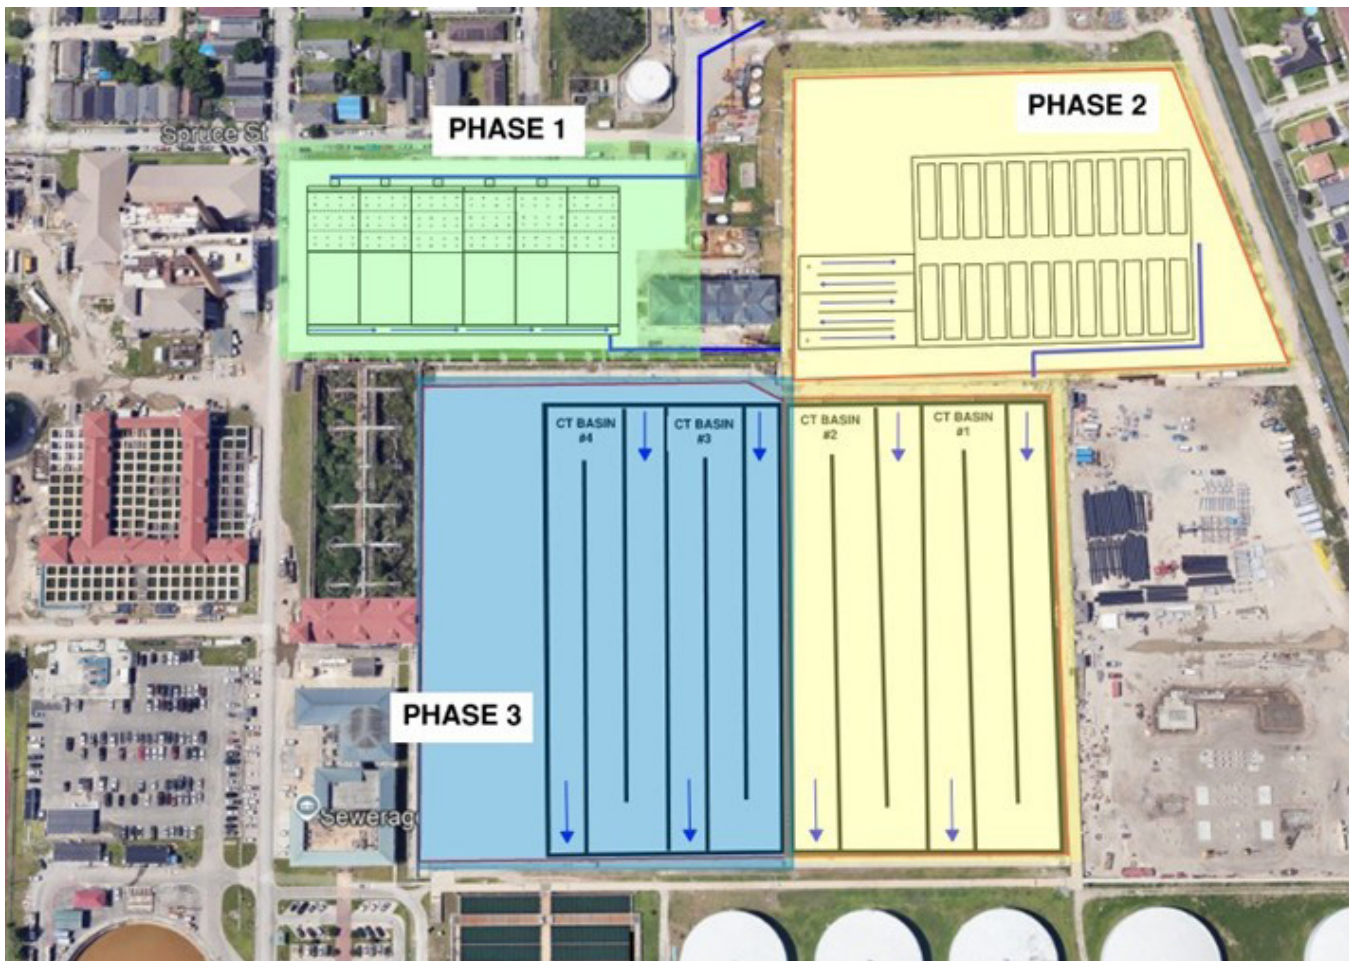 Spruce St
PHASE 1
PHASE 2
CT BASIN
#4
CT BASIN
#3
CT BASIN
#2
CT BASIN
#1
PHASE 3
Sewerag